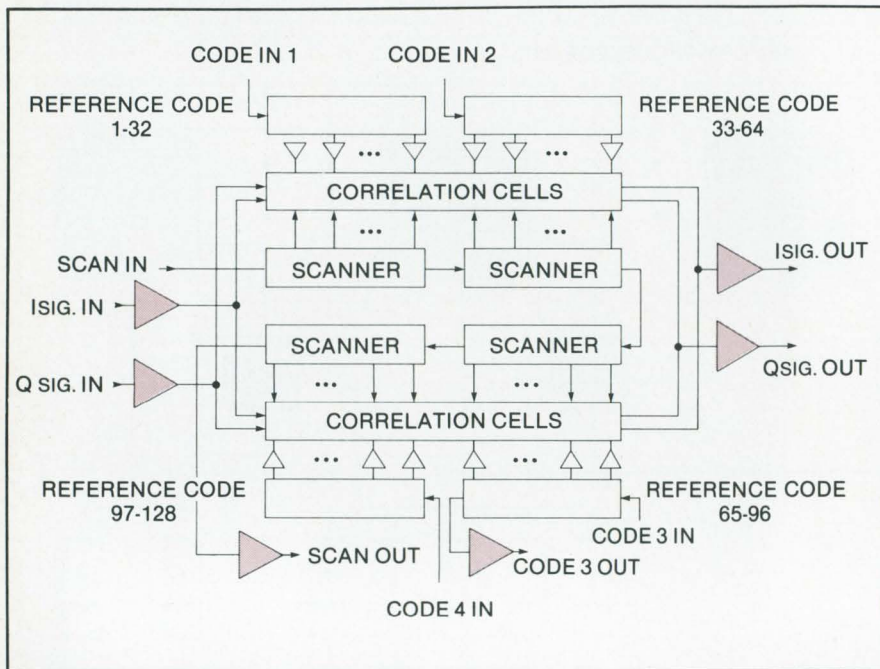 CODE IN 1
CODE IN 2
REFERENCE CODE
1-32
REFERENCE CODE
33-64
•••
•••
CORRELATION CELLS
•••
•••
SCAN IN
SCANNER
SCANNER
ISIG. OUT
ISIG. IN
SCANNER
SCANNER
Q SIG. IN
QSIG. OUT
•••
•••
CORRELATION CELLS
•••
•••
REFERENCE CODE
97-128
REFERENCE CODE
65-96
CODE 3 IN
SCAN OUT
CODE 3 OUT
CODE 4 IN